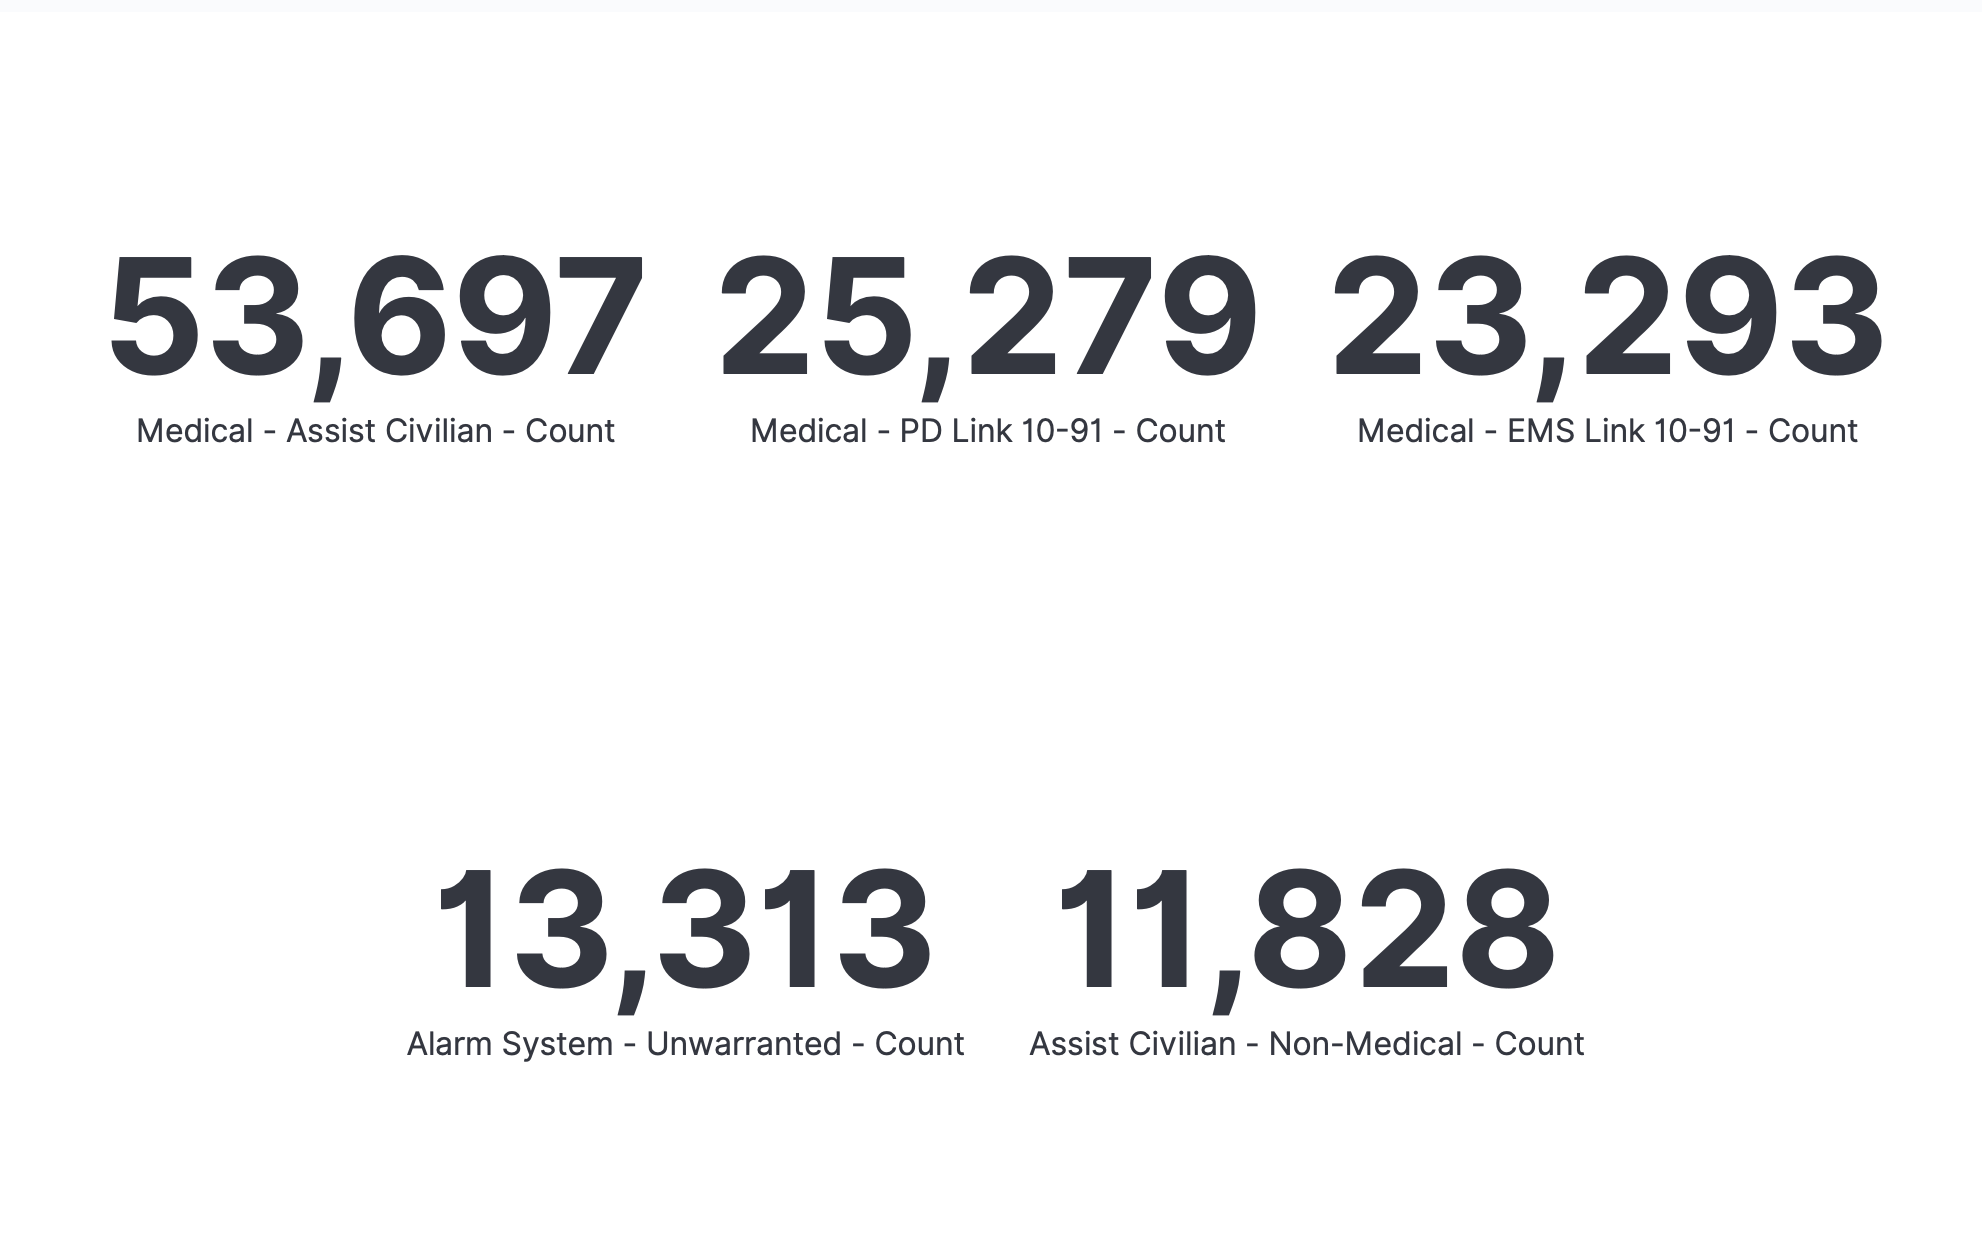 53,697 25,279 23,293
Medical - Assist Civilian - Count Medical - PD Link 10-91 - Count Medical - EMS Link 10-91 - Count
13,313 11,828
Alarm System - Unwarranted - Count Assist Civilian - Non-Medical - Count